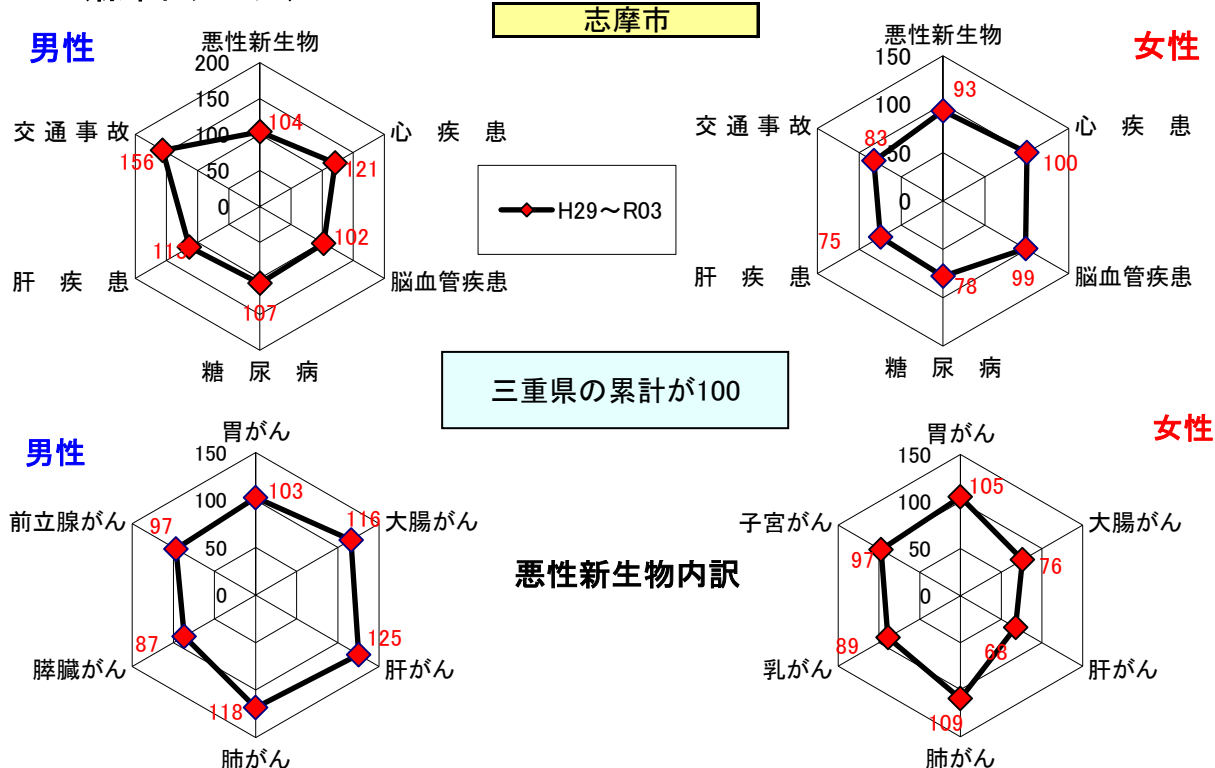 志摩市
男性
悪性新生物
200
150
100
50
0
104
心疾患
121
脳血管疾患
102
糖尿病
107
肝疾患
113
交通事故
156
H29～R03
女性
悪性新生物
150
100
50
0
93
心疾患
100
脳血管疾患
99
糖尿病
78
肝疾患
75
交通事故
83
三重県の累計が100
男性
胃がん
150
100
50
0
103
大腸がん
116
肝がん
125
肺がん
118
膵臓がん
87
前立腺がん
97
悪性新生物内訳
女性
胃がん
150
100
50
0
105
大腸がん
76
肝がん
68
肺がん
109
乳がん
89
子宮がん
97